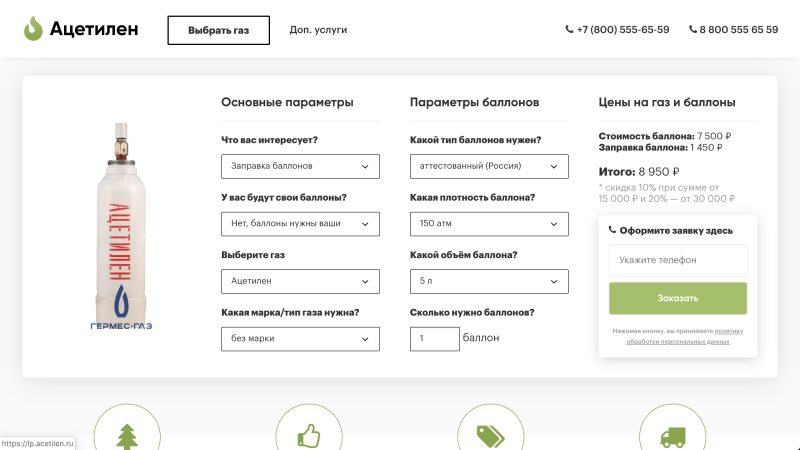 Ацетилен
Выбрать газ
Доп. услуги
+7 (800) 555-65-59
8 800 555 65 59
АЦЕТИЛЕН
ГЕРМЕС-ГАЗ
Основные параметры
Что вас интересует?
Заправка баллонов
У вас будут свои баллоны?
Нет, баллоны нужны ваши
Выберите газ
Ацетилен
Какая марка/тип газа нужна?
без марки
Параметры баллонов
Какой тип баллонов нужен?
аттестованный (Россия)
Какая плотность баллона?
150 атм
Какой объём баллона?
5 л
Сколько нужно баллонов?
1 баллон
Цены на газ и баллоны
Стоимость баллона: 7 500 ₽
Заправка баллона: 1 450 ₽
Итого: 8 950 ₽
* скидка 10% при сумме от
15 000 ₽ и 20% — от 30 000 ₽
Оформите заявку здесь
Укажите телефон
Заказать
Нажимая кнопку, вы принимаете политику
обработки персональных данных
https://lp.acetilen.ru